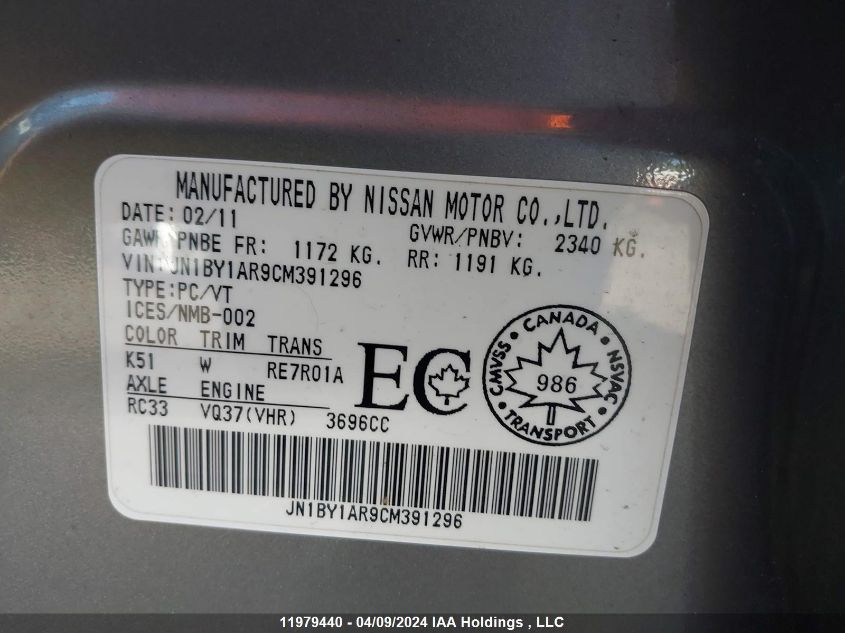 MANUFACTURED BY NISSAN MOTOR CO.,LTD.
DATE: 02/11 GVWR/PNBV: 2340 KG.
GAWR/PNBE FR: 1172 KG. RR: 1191 KG.
VIN:JN1BY1AR9CM391296
TYPE:PC/VT
ICES/NMB-002
COLOR TRIM TRANS
K51 W RE7R01A
AXLE ENGINE
RC33 VQ37(VHR) 3696CC
EC
CMVSS CANADA NSVAC
986
TRANSPORT
JN1BY1AR9CM391296
11979440 - 04/09/2024 IAA Holdings , LLC